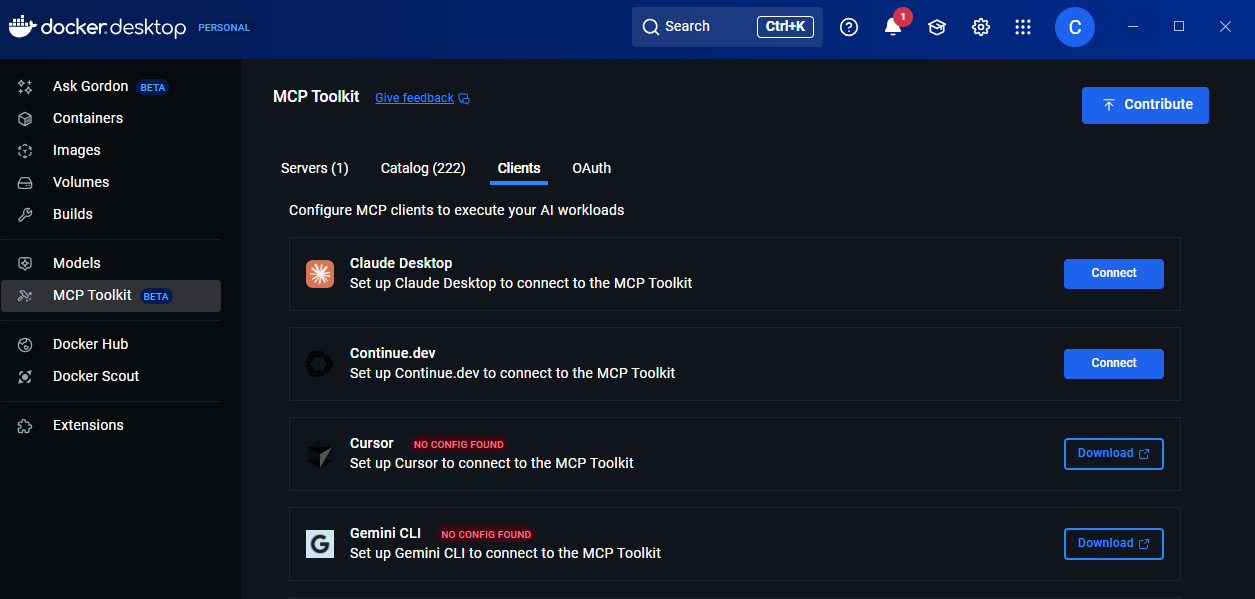 docker.desktop PERSONAL
Search Ctrl+K
1
C
Ask Gordon BETA
Containers
Images
Volumes
Builds
Models
MCP Toolkit BETA
Docker Hub
Docker Scout
Extensions
MCP Toolkit Give feedback
Contribute
Servers (1) Catalog (222) Clients OAuth
Configure MCP clients to execute your AI workloads
Claude Desktop
Set up Claude Desktop to connect to the MCP Toolkit
Connect
Continue.dev
Set up Continue.dev to connect to the MCP Toolkit
Connect
Cursor NO CONFIG FOUND
Set up Cursor to connect to the MCP Toolkit
Download
G
Gemini CLI NO CONFIG FOUND
Set up Gemini CLI to connect to the MCP Toolkit
Download